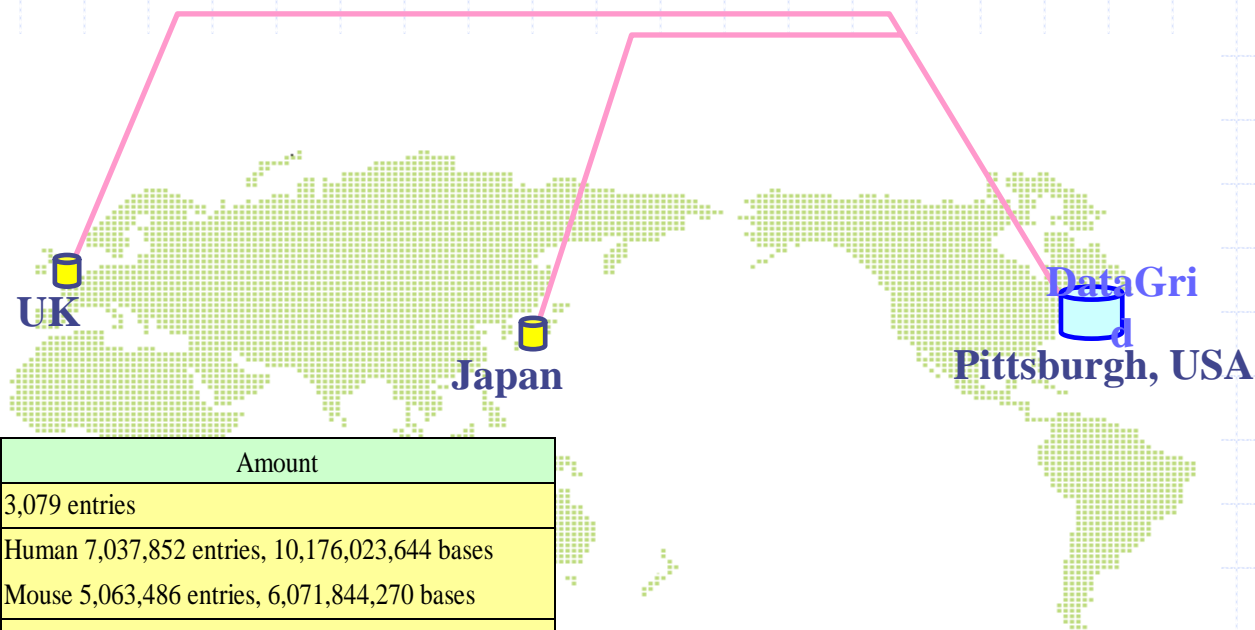 DataGri
d
UK
Pittsburgh, USA
Japan
Amount
3,079 entries
Human 7,037,852 entries, 10,176,023,644 bases
Mouse 5,063,486 entries, 6,071,844,270 bases